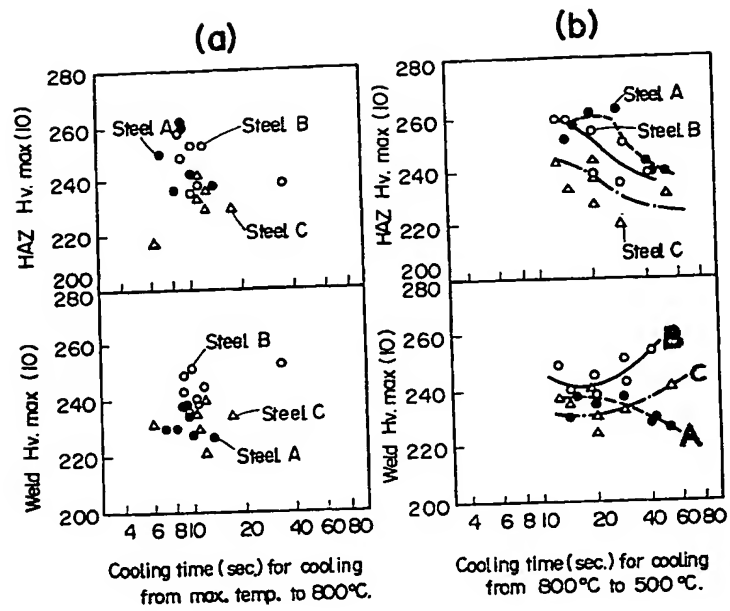 (a)
(b)
280
260
240
220
200
HAZ Hv. max (10)
Steel A
Steel B
Steel C
280
260
240
220
200
HAZ Hv. max (10)
Steel A
Steel B
Steel C
260
240
220
200
Weld Hv. max (10)
Steel B
Steel C
Steel A
4 6 8 10 20 40 60 80
Cooling time (sec.) for cooling
from max. temp. to 800°C.
260
240
220
200
Weld Hv. max (10)
B
C
A
4 6 8 10 20 40 60 80
Cooling time (sec.) for cooling
from 800°C to 500°C.